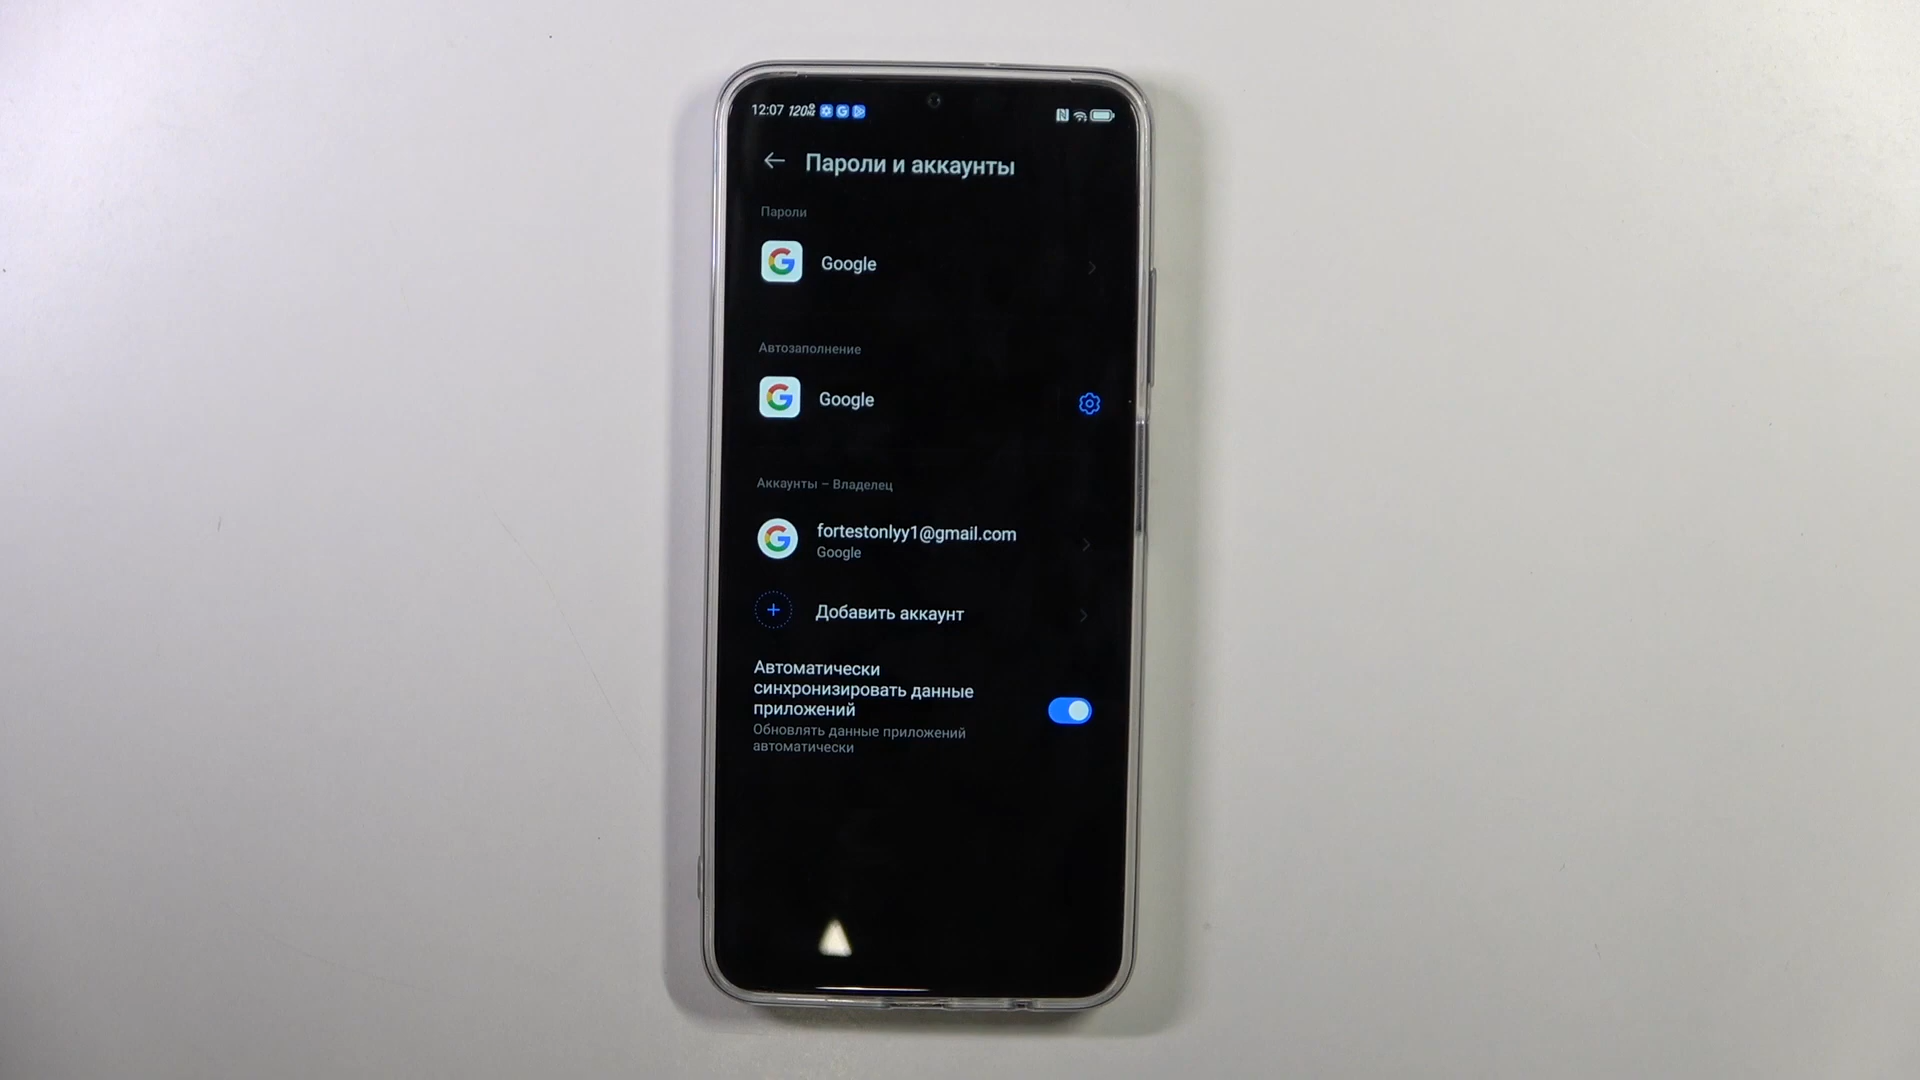 12:07 120
Пароли и аккаунты
Пароли
Google
Автозаполнение
Google
Аккаунты – Владелец
fortestonlyy1@gmail.com
Google
Добавить аккаунт
Автоматически
синхронизировать данные
приложений
Обновлять данные приложений
автоматически